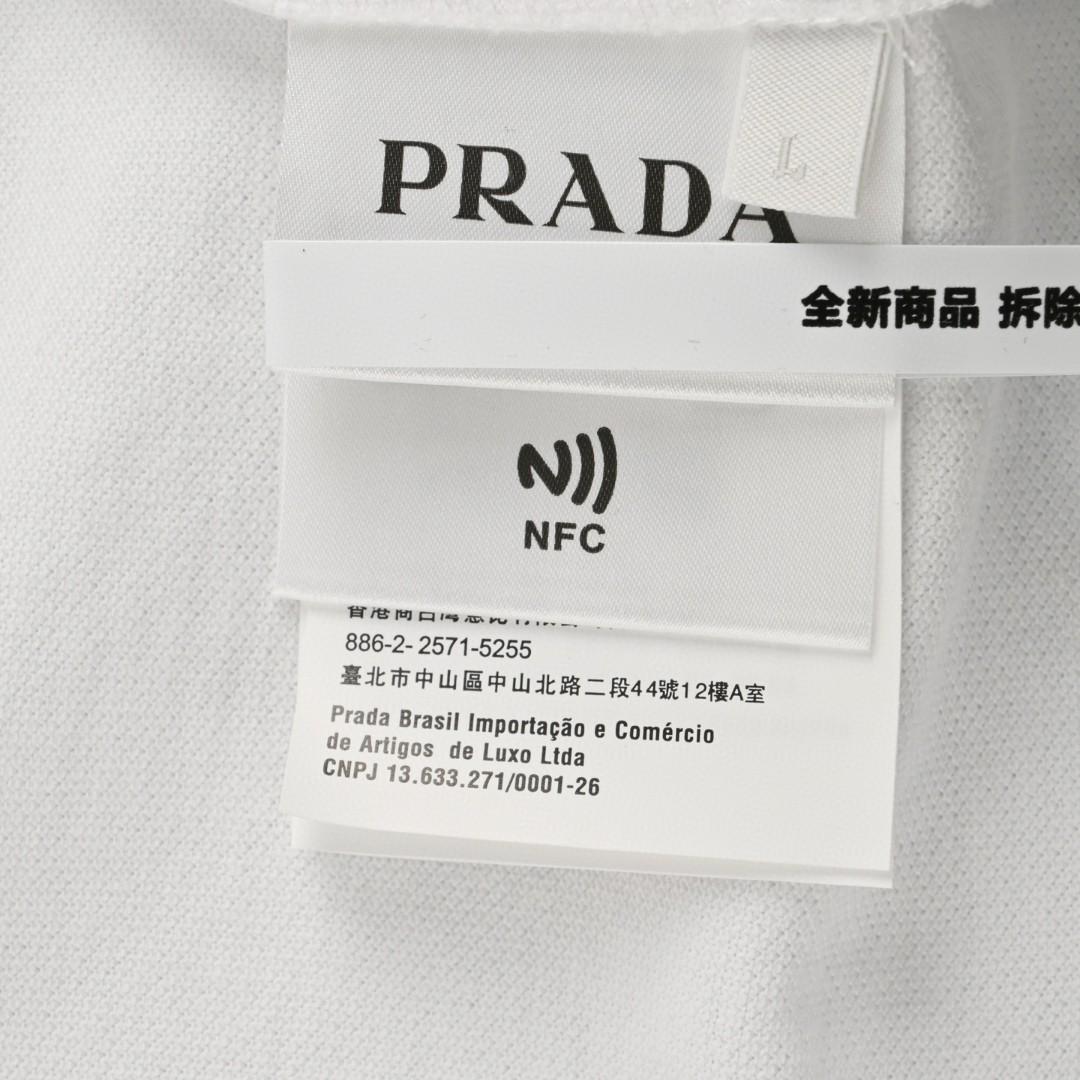 PRADA
L
全新商品 拆除
NFC
886-2- 2571-5255
臺北市中山區中山北路二段44號12樓A室
Prada Brasil Importação e Comércio
de Artigos de Luxo Ltda
CNPJ 13.633.271/0001-26